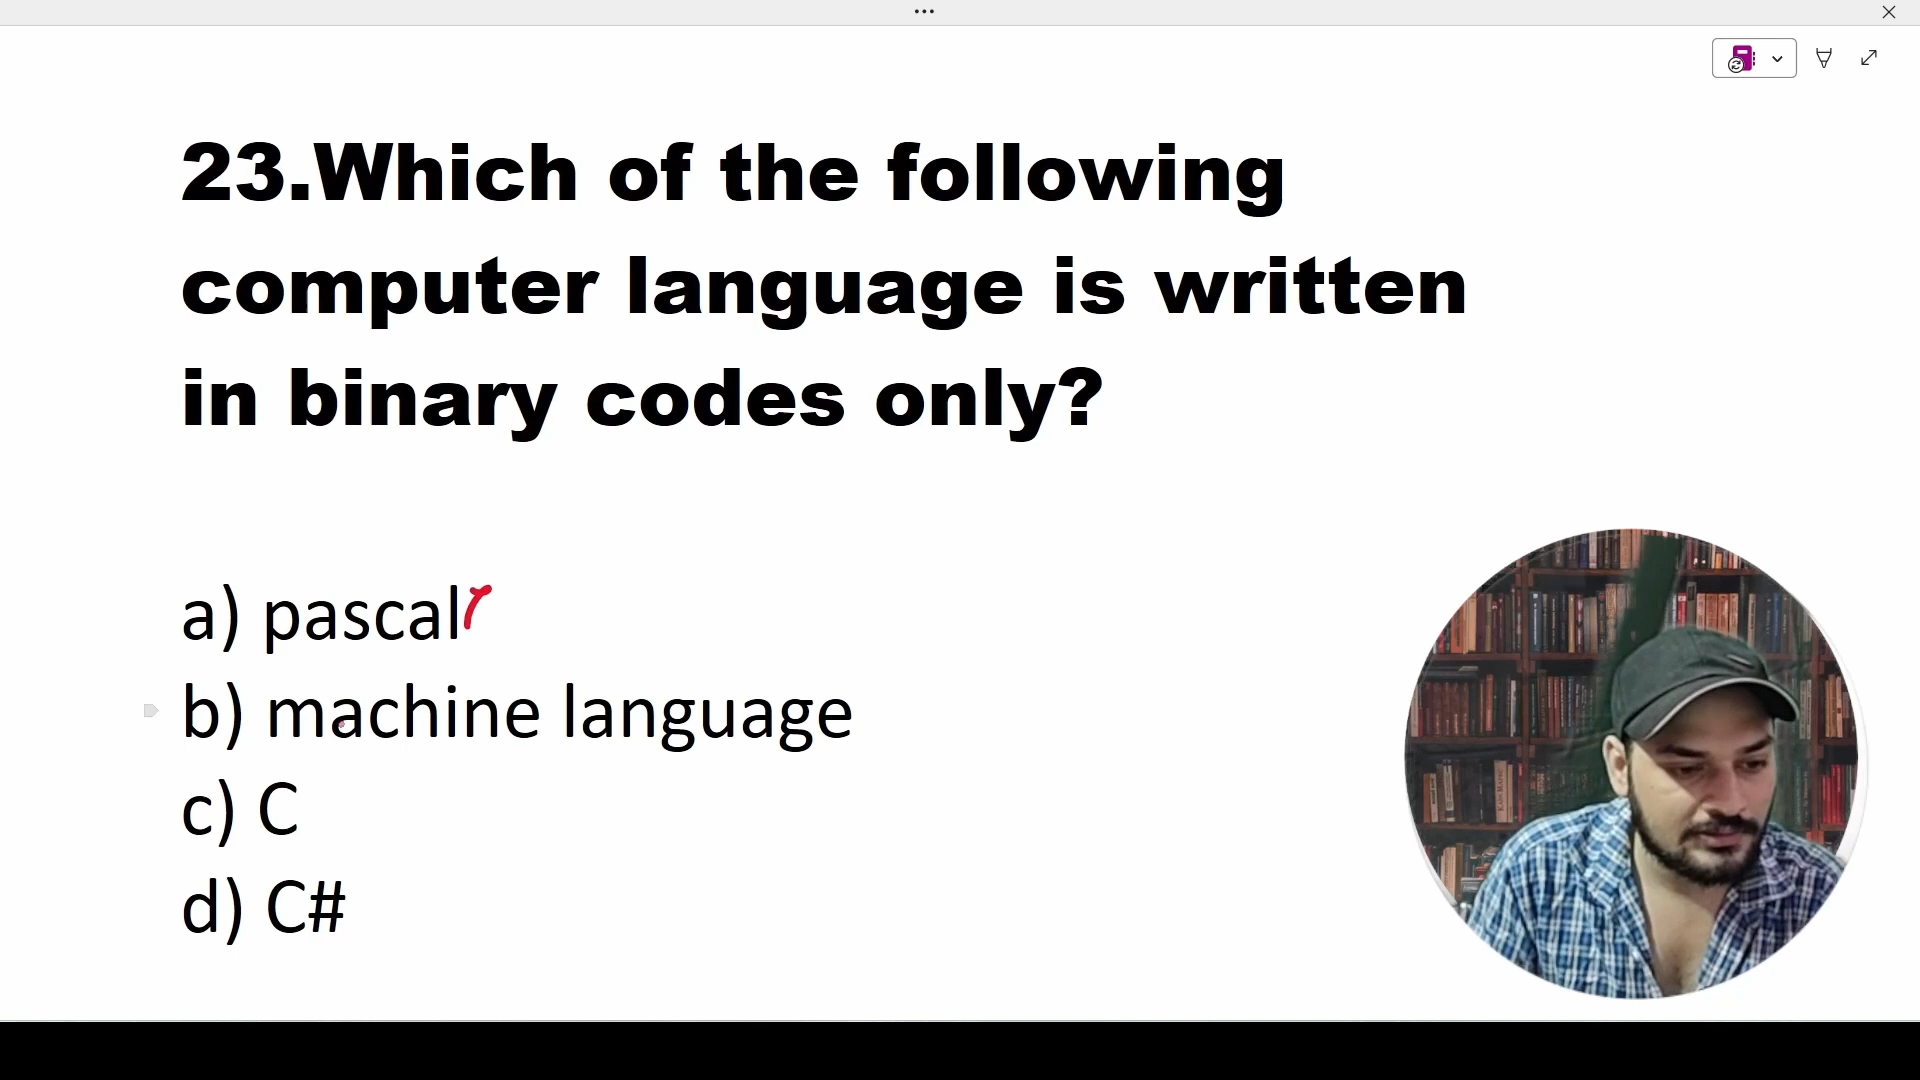 23.Which of the following
computer language is written
in binary codes only?
a) pascal
b) machine language
c) C
d) C#